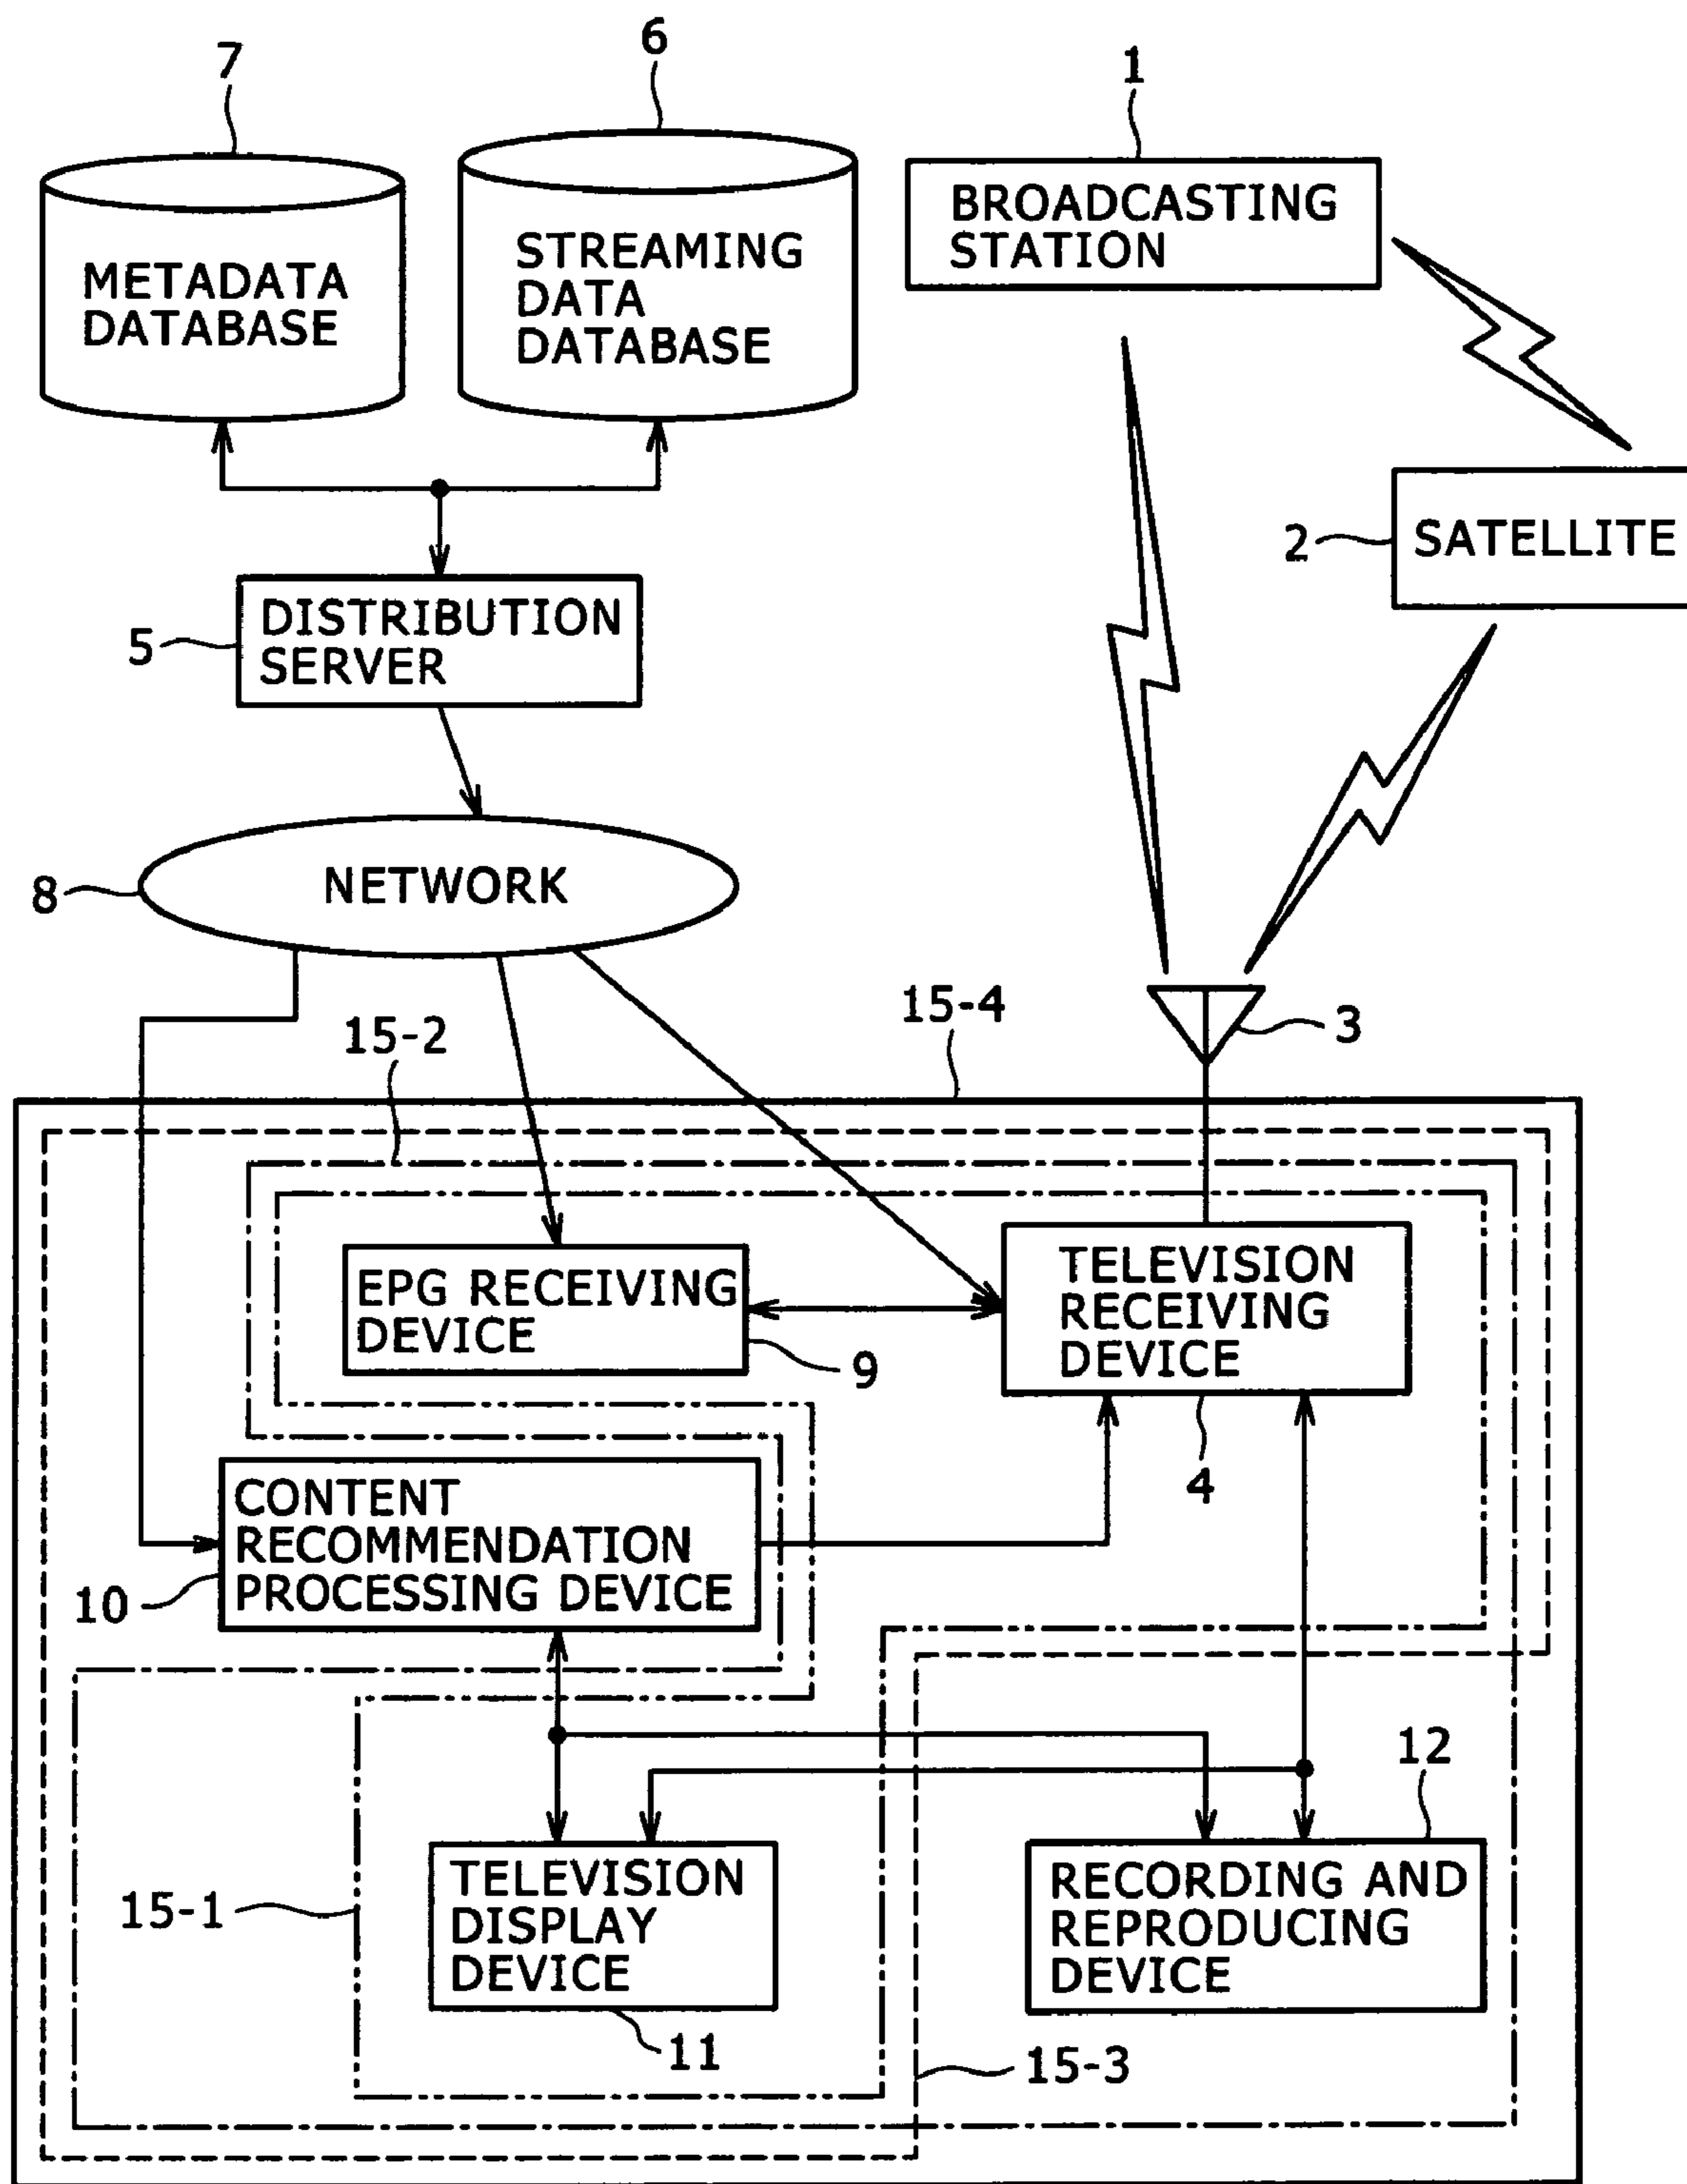 7
6
1
METADATA
DATABASE
STREAMING
DATA
DATABASE
BROADCASTING
STATION
2
SATELLITE
5
DISTRIBUTION
SERVER
8
NETWORK
15-2
15-4
3
EPG RECEIVING
DEVICE
9
TELEVISION
RECEIVING
DEVICE
4
CONTENT
RECOMMENDATION
PROCESSING DEVICE
10
12
15-1
TELEVISION
DISPLAY
DEVICE
11
RECORDING AND
REPRODUCING
DEVICE
15-3